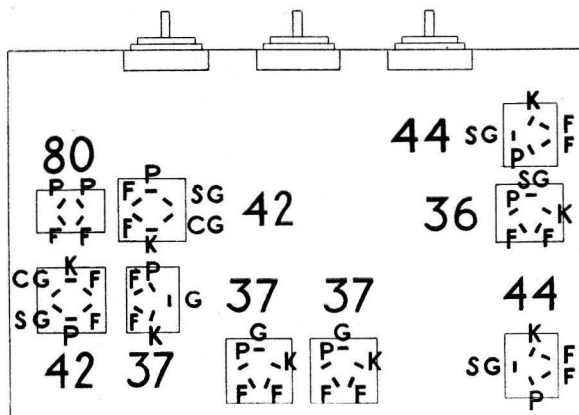 K
44 SG F
P F
80
P P P SG
F SG 36 P K
F F F CG 42 F F
K
CG K F P F 37 37 44
SG F F G G G K
P K P K P K SG F
42 37 F F F F F
P